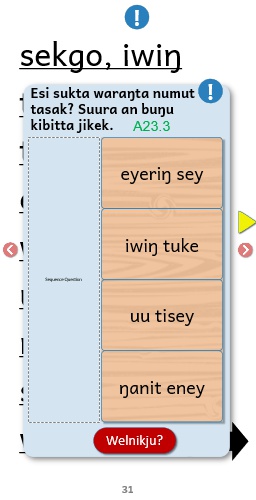 sekgo, iwiŋ
Esi sukta waraŋta numut
tasak? Suura an buŋu
kibitta jikek. A23.3
eyeriŋ sey
iwiŋ tuke
Sequence Question
uu tisey
ŋanit eney
Welnikju?
31